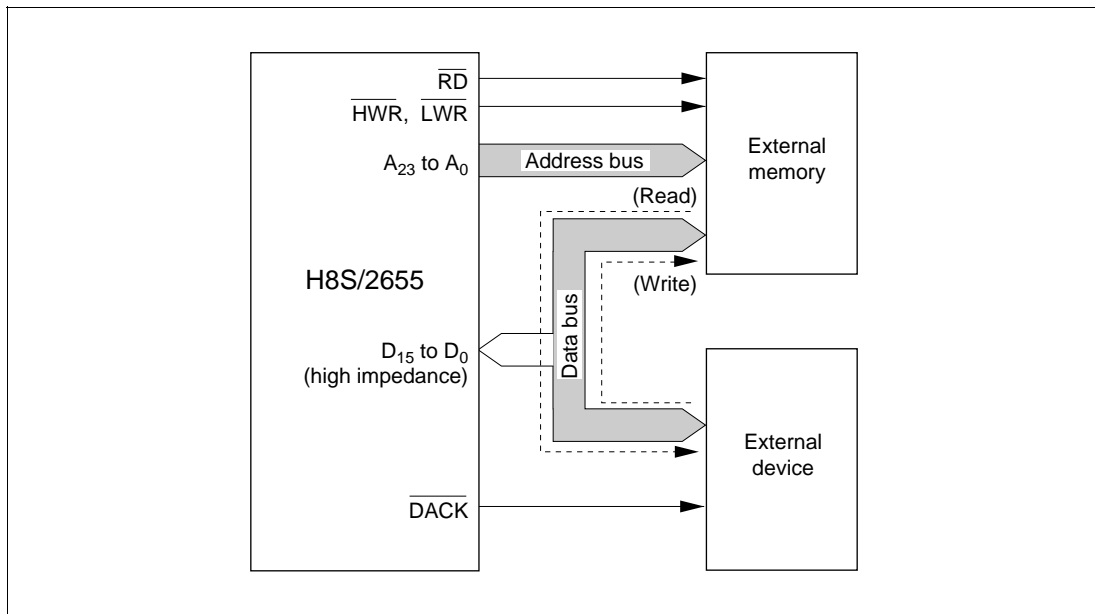 RD
HWR, LWR
A23 to A0
Address bus
External
memory
(Read)
(Write)
H8S/2655
Data bus
D15 to D0
(high impedance)
External
device
DACK